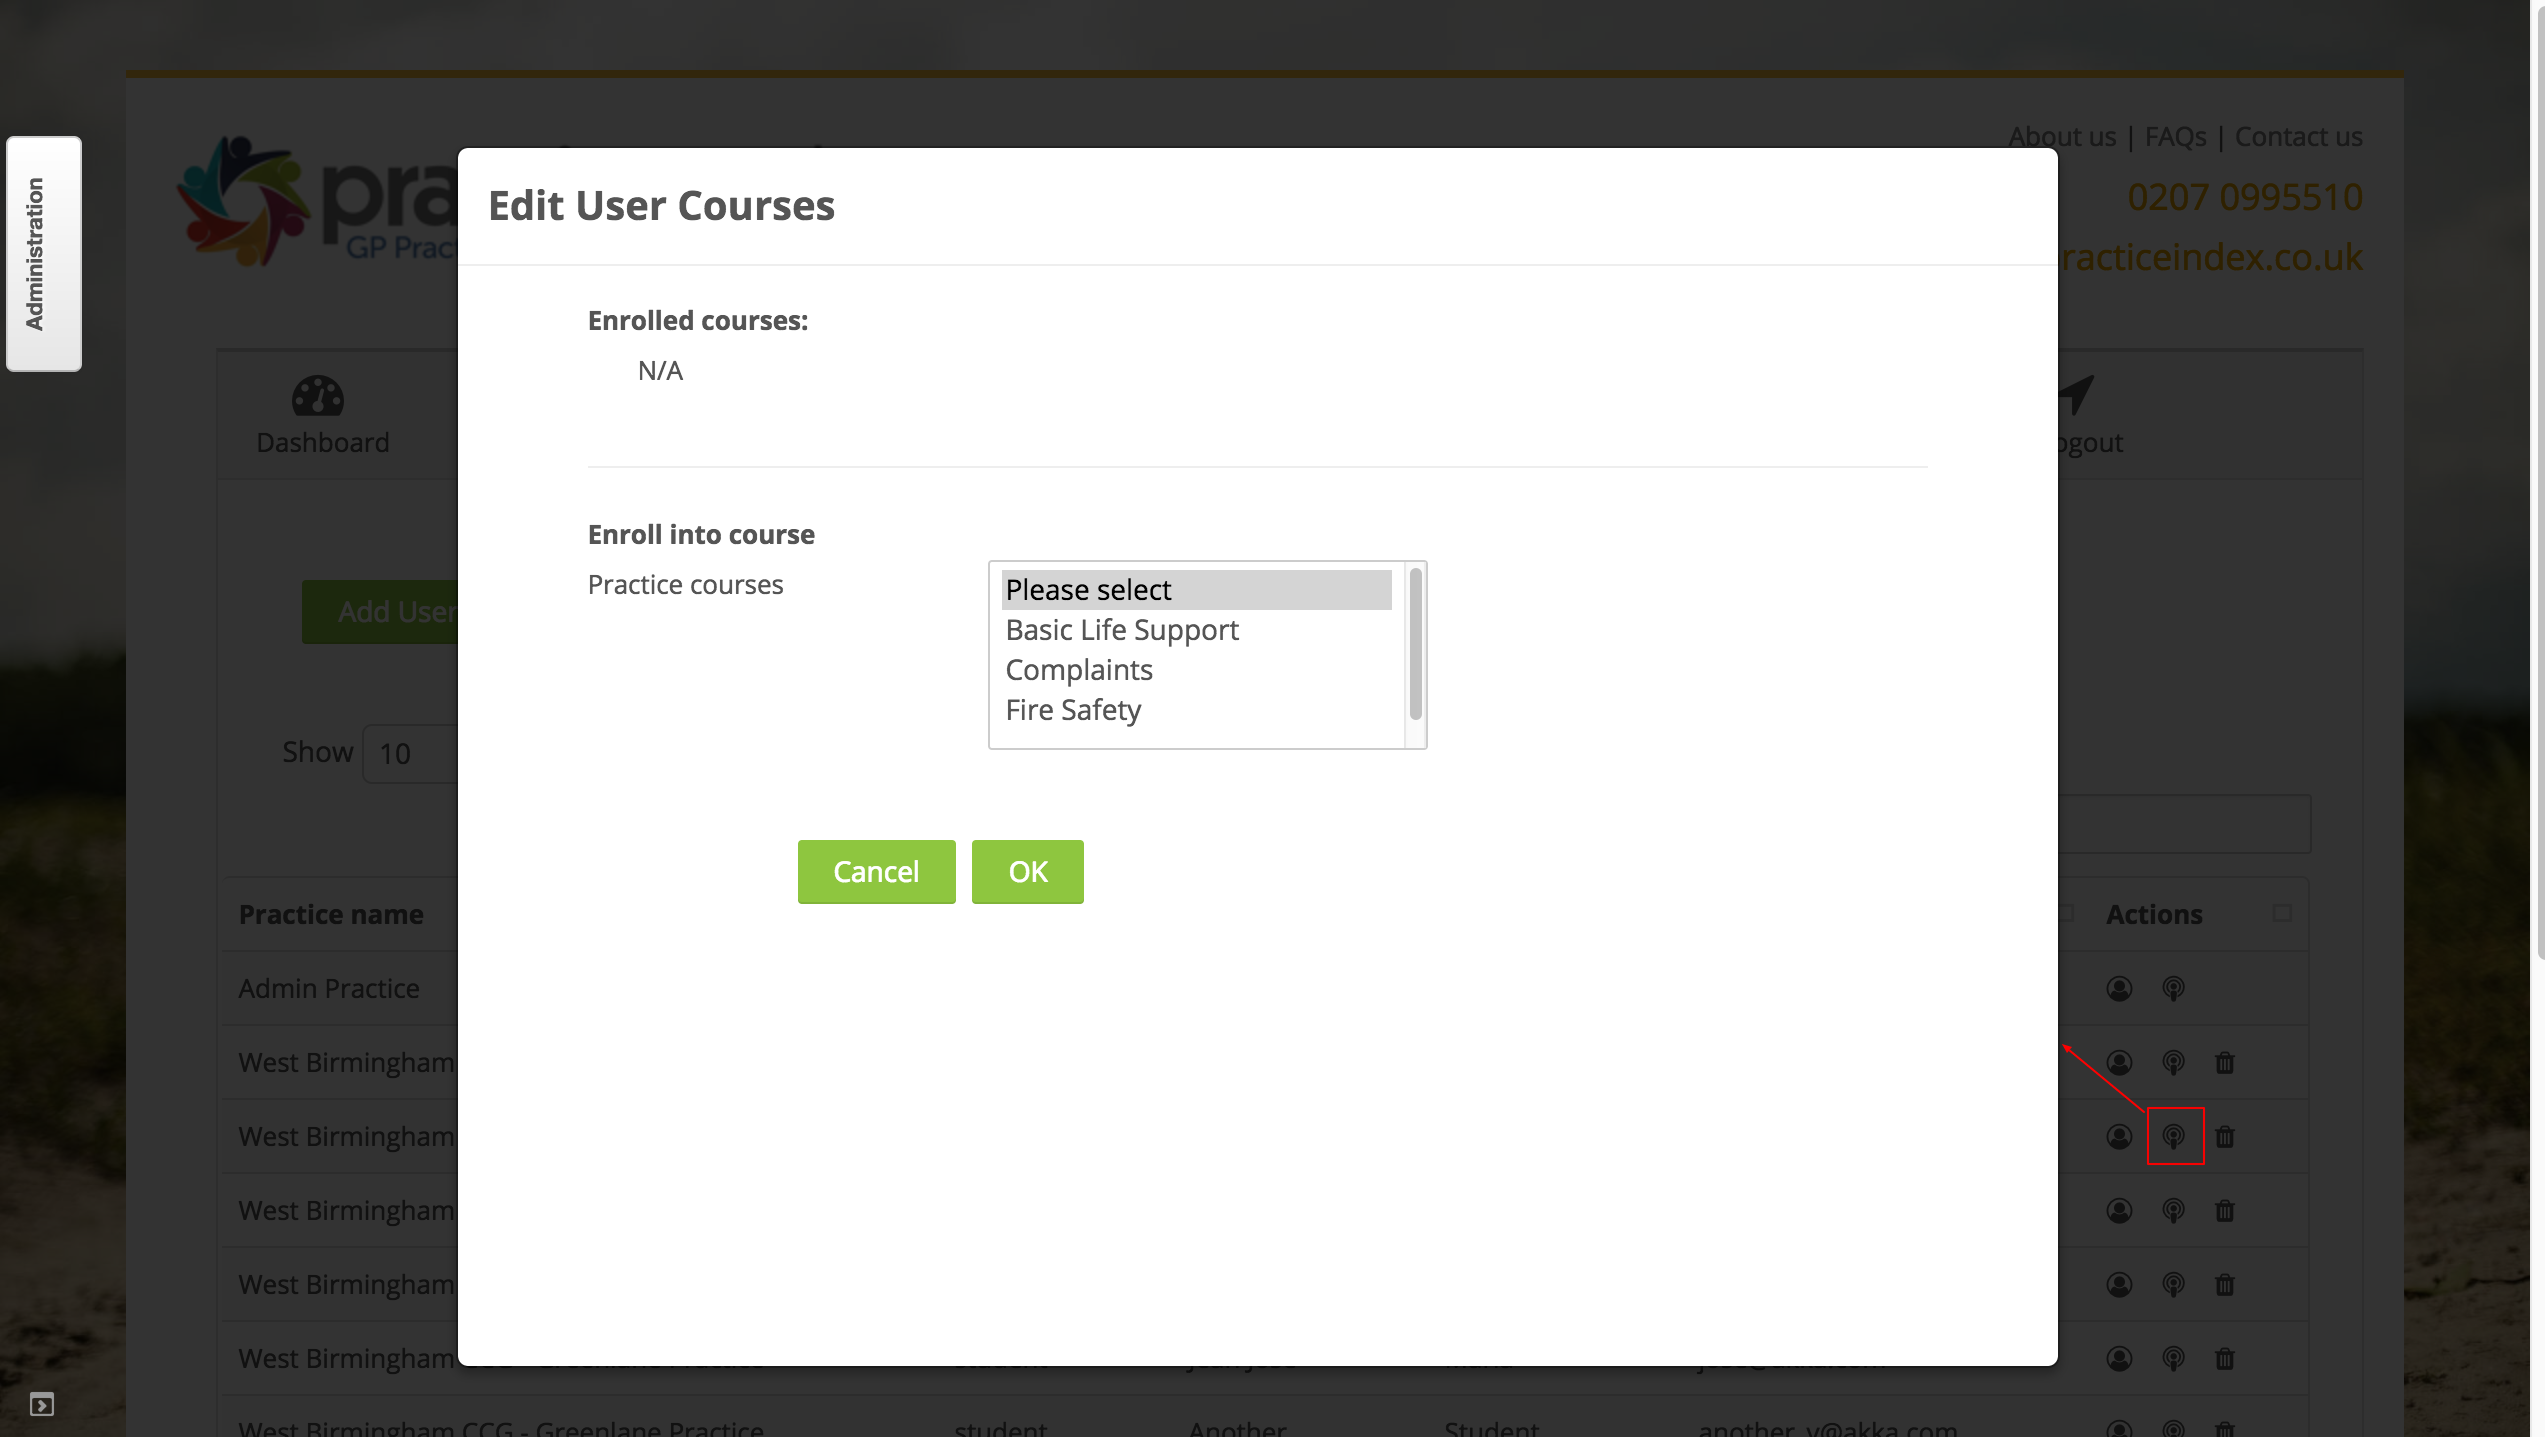 Administration
About us | FAQs | Contact us
pra
GP Pract
0207 0995510
racticeindex.co.uk
Edit User Courses
Enrolled courses:
N/A
Dashboard
ogout
Enroll into course
Practice courses
Please select
Basic Life Support
Complaints
Fire Safety
Add User
Show 10
Cancel OK
Practice name Actions
Admin Practice
West Birmingham
West Birmingham
West Birmingham
West Birmingham
West Birmingham
West Birmingham CCG - Greenlane Practice student Another Student another_y@akka.com